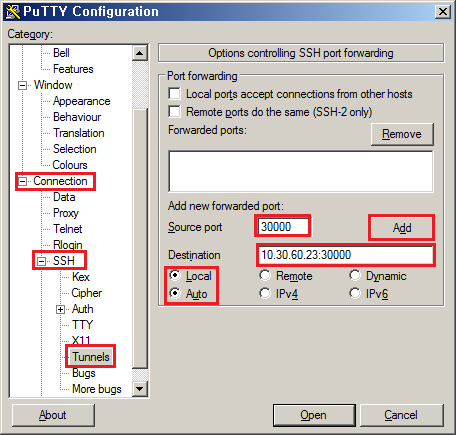 PuTTY Configuration
Category:
Bell
Features
Window
Appearance
Behaviour
Translation
Selection
Colours
Connection
Data
Proxy
Telnet
Rlogin
SSH
Kex
Cipher
Auth
TTY
X11
Tunnels
Bugs
More bugs
Options controlling SSH port forwarding
Port forwarding
Local ports accept connections from other hosts
Remote ports do the same (SSH-2 only)
Forwarded ports:
Remove
Add new forwarded port:
Source port 30000 Add
Destination 10.30.60.23:30000
Local Remote Dynamic
Auto IPv4 IPv6
About Open Cancel